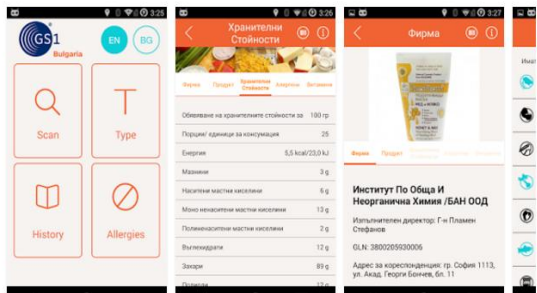 3:25
GS1
Bulgaria
EN
BG
Scan
Type
History
Allergies
3:26
Хранителни
Стойности
Фирма
Продукт
Хранителни
Стойности
Алергени
Витамини
Обявяване на хранителните стойности за
100 гр
Порции/ единици за консумация
25
Енергия
5,5 kcal/23,0 kJ
Мазнини
3 g
Наситени мастни киселини
6 g
Моно ненаситени мастни киселини
13 g
Полиненаситени мастни киселини
2 g
Въглехидрати
12 g
Захари
89 g
Полиоли
12 g
3:27
Фирма
Фирма
Продукт
Институт По Обща И
Неорганична Химия /БАН ООД
Изпълнителен директор: Г-н Пламен
Стефанов
GLN: 3800205930006
Адрес за кореспонденция: гр. София 1113,
ул. Акад. Георги Бончев, бл. 11